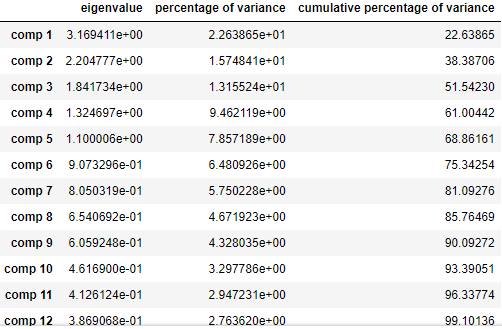 eigenvalue percentage of variance cumulative percentage of variance
comp 1 3.169411e+00 2.263865e+01 22.63865
comp 2 2.204777e+00 1.574841e+01 38.38706
comp 3 1.841734e+00 1.315524e+01 51.54230
comp 4 1.324697e+00 9.462119e+00 61.00442
comp 5 1.100006e+00 7.857189e+00 68.86161
comp 6 9.073296e-01 6.480926e+00 75.34254
comp 7 8.050319e-01 5.750228e+00 81.09276
comp 8 6.540692e-01 4.671923e+00 85.76469
comp 9 6.059248e-01 4.328035e+00 90.09272
comp 10 4.616900e-01 3.297786e+00 93.39051
comp 11 4.126124e-01 2.947231e+00 96.33774
comp 12 3.869068e-01 2.763620e+00 99.10136